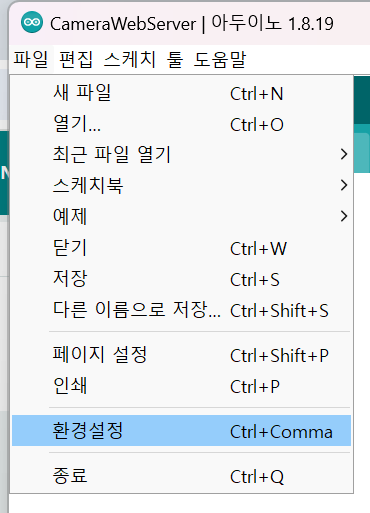 CameraWebServer | 아두이노 1.8.19
파일 편집 스케치 툴 도움말
새 파일 Ctrl+N
열기... Ctrl+O
최근 파일 열기
스케치북
예제
닫기 Ctrl+W
저장 Ctrl+S
다른 이름으로 저장... Ctrl+Shift+S
페이지 설정 Ctrl+Shift+P
인쇄 Ctrl+P
환경설정 Ctrl+Comma
종료 Ctrl+Q